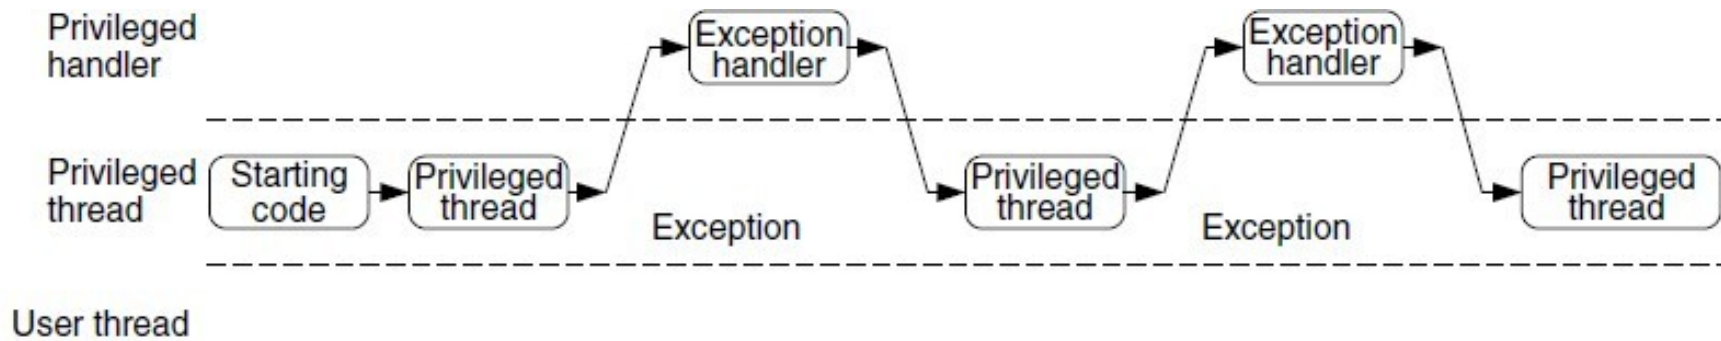 Privileged
handler
Exception
handler
Exception
handler
Privileged
thread
Starting
code
Privileged
thread
Exception
Privileged
thread
Exception
Privileged
thread
User thread